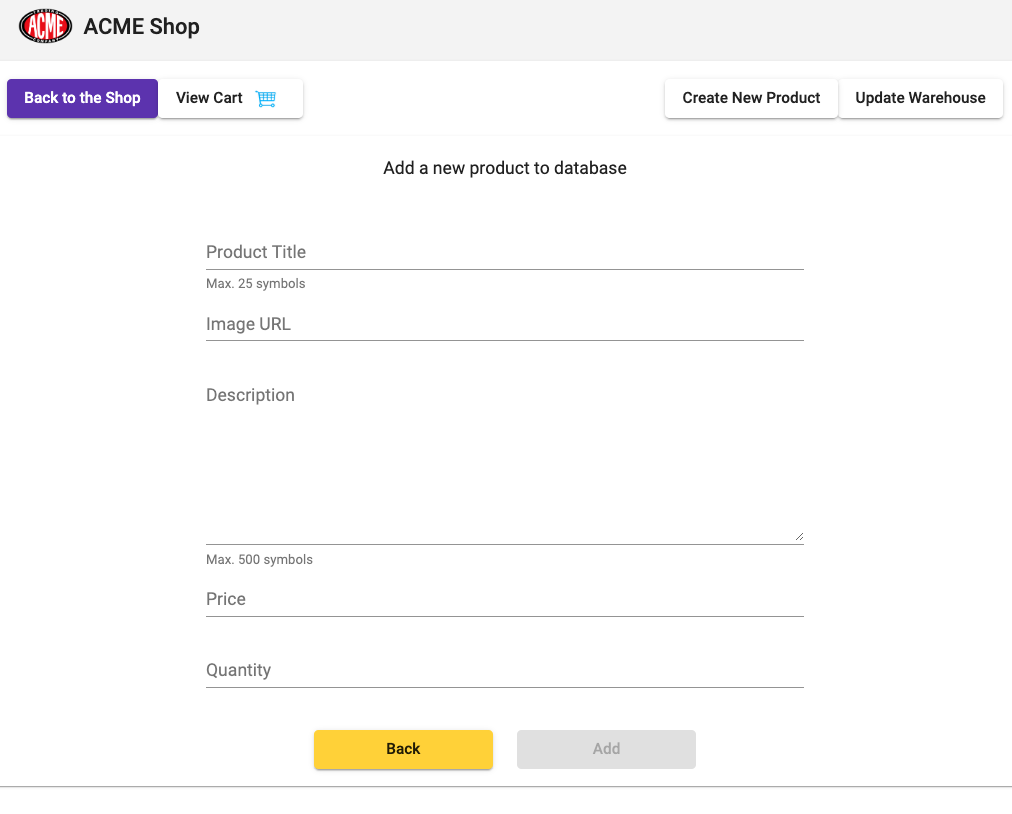 ACME
COMPANY
ACME Shop
Back to the Shop
View Cart
Create New Product
Update Warehouse
Add a new product to database
Product Title
Max. 25 symbols
Image URL
Description
Max. 500 symbols
Price
Quantity
Back
Add